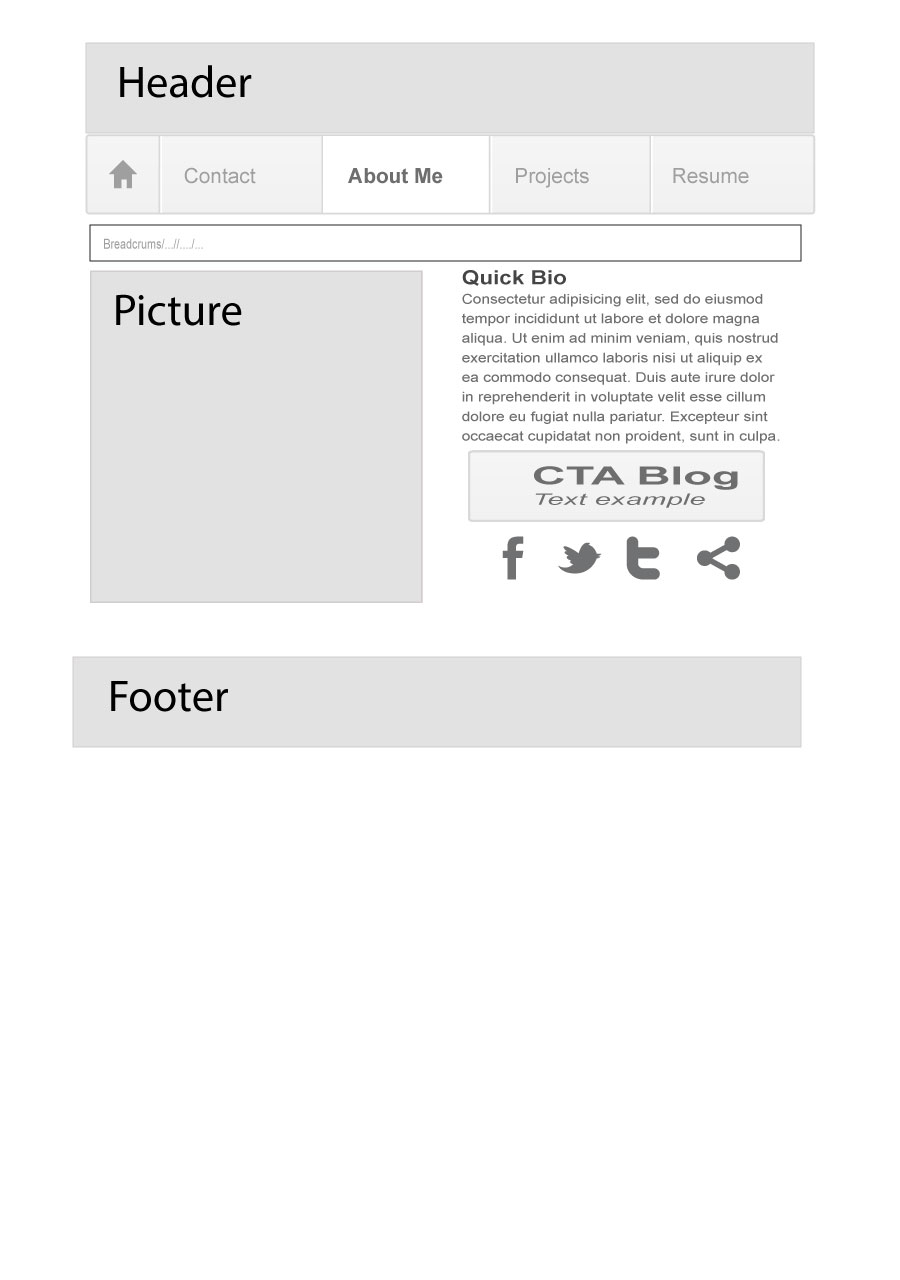 Header
Contact
About Me
Projects
Resume
Breadcrums/...//..../...
Picture
Quick Bio
Consectetur adipisicing elit, sed do eiusmod
tempor incididunt ut labore et dolore magna
aliqua. Ut enim ad minim veniam, quis nostrud
exercitation ullamco laboris nisi ut aliquip ex
ea commodo consequat. Duis aute irure dolor
in reprehenderit in voluptate velit esse cillum
dolore eu fugiat nulla pariatur. Excepteur sint
occaecat cupidatat non proident, sunt in culpa.
CTA Blog
Text example
Footer